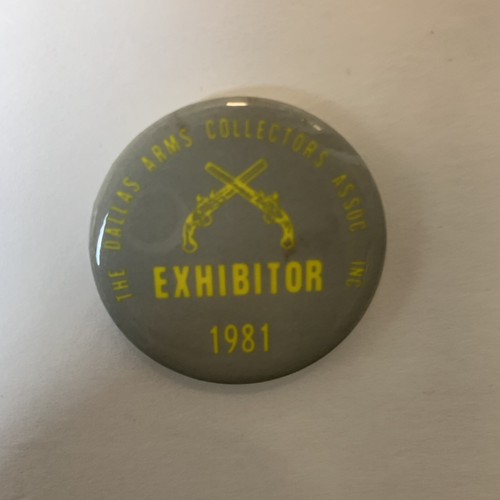 THE DALLAS ARMS COLLECTORS ASSOC INC
EXHIBITOR
1981